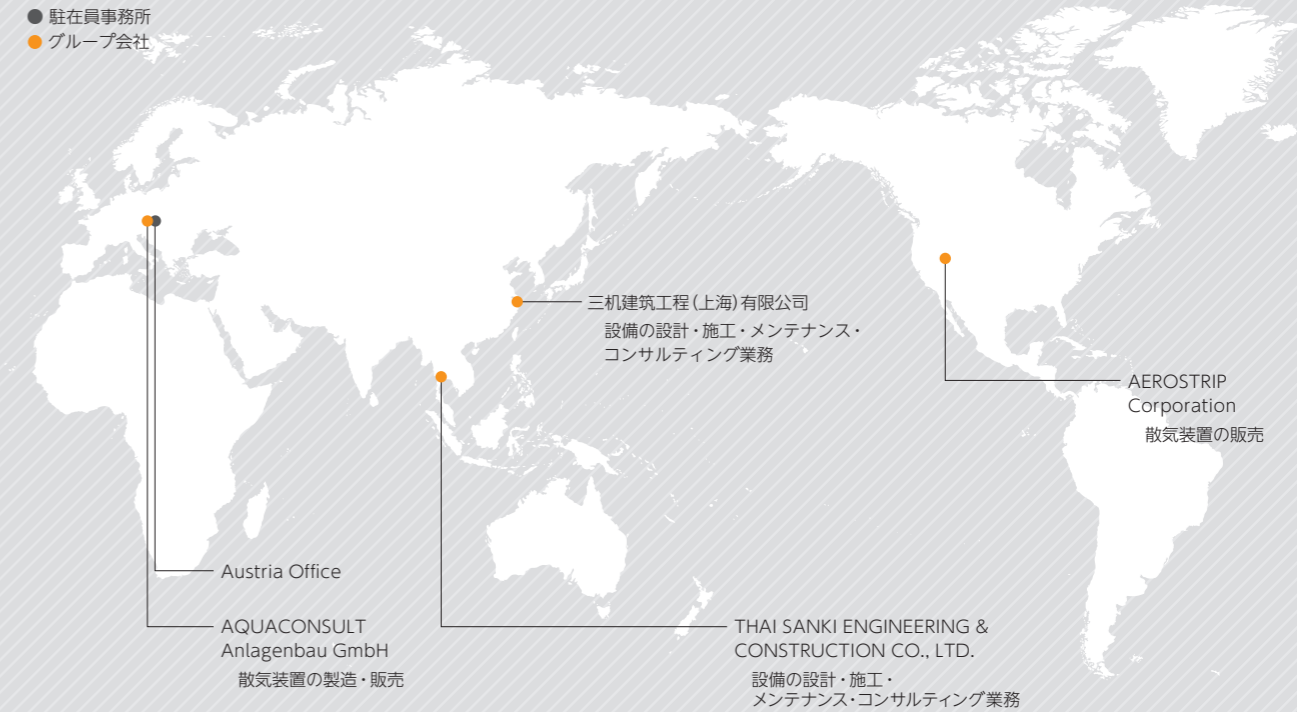 駐在員事務所
グループ会社
三机建筑工程(上海)有限公司
設備の設計・施工・メンテナンス・
コンサルティング業務
AEROSTRIP
Corporation
散気装置の販売
Austria Office
AQUACONSULT
Anlagenbau GmbH
散気装置の製造・販売
THAI SANKI ENGINEERING &
CONSTRUCTION CO., LTD.
設備の設計・施工・
メンテナンス・コンサルティング業務